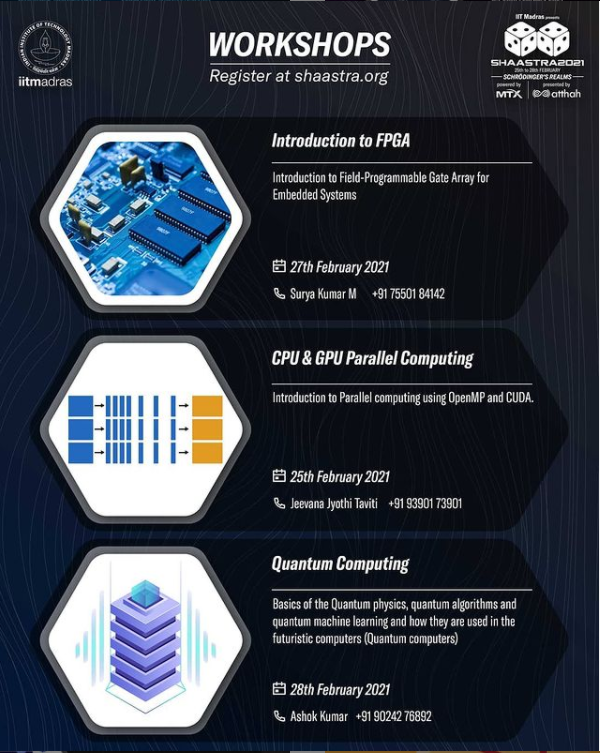 WORKSHOPS
Register at shaastra.org
INDIAN INSTITUTE OF TECHNOLOGY MADRAS
iitmadras
IIT Madras presents
SHAASTRA2021
25th to 28th FEBRUARY
SCHRÖDINGER'S REALMS
powered by
MTX
presented by
atthah
Introduction to FPGA
Introduction to Field-Programmable Gate Array for
Embedded Systems
27th February 2021
Surya Kumar M +91 75501 84142
CPU & GPU Parallel Computing
Introduction to Parallel computing using OpenMP and CUDA.
25th February 2021
Jeevana Jyothi Taviti +91 93901 73901
Quantum Computing
Basics of the Quantum physics, quantum algorithms and
quantum machine learning and how they are used in the
futuristic computers (Quantum computers)
28th February 2021
Ashok Kumar +91 90242 76892